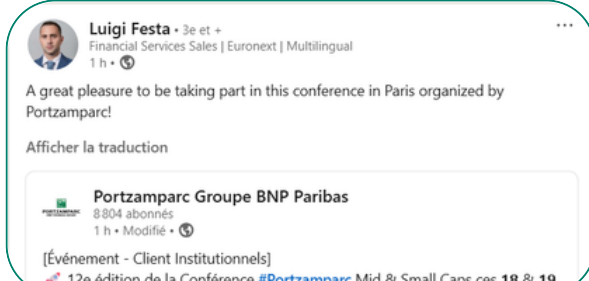 Luigi Festa • 3e et +
Financial Services Sales | Euronext | Multilingual
1 h •
A great pleasure to be taking part in this conference in Paris organized by
Portzamparc!
Afficher la traduction
PORTZAMPARC
Portzamparc Groupe BNP Paribas
8 804 abonnés
1 h • Modifié •
[Événement - Client Institutionnels]
12e édition de la Conférence #Portzamparc Mid & Small Caps ces 18 & 19